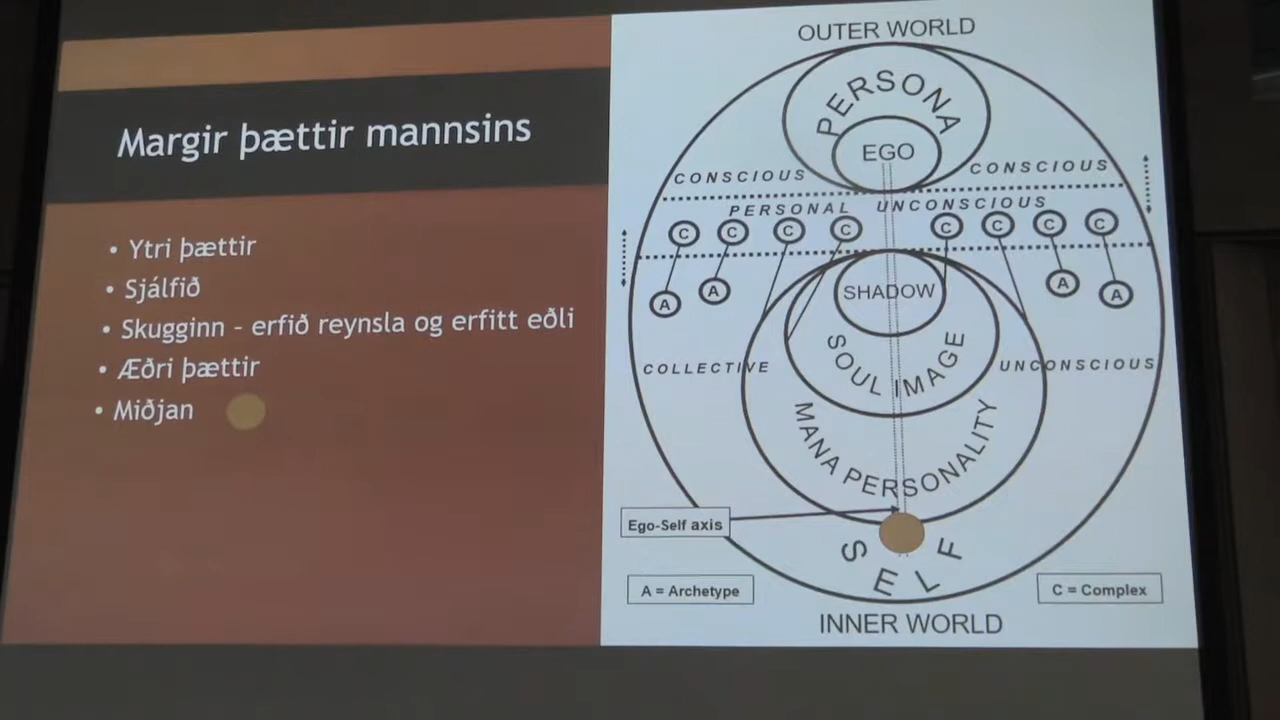 Margir þættir mannsins
• Ytri þættir
• Sjálfið
• Skugginn – erfið reynsla og erfitt eðli
• Æðri þættir
• Miðjan
OUTER WORLD
PERSONA
EGO
CONSCIOUS CONSCIOUS
PERSONAL UNCONSCIOUS
C C C C C C C C
A A A A
SHADOW
SOUL IMAGE
COLLECTIVE UNCONSCIOUS
MANA PERSONALITY
Ego-Self axis
SELF
A = Archetype
C = Complex
INNER WORLD